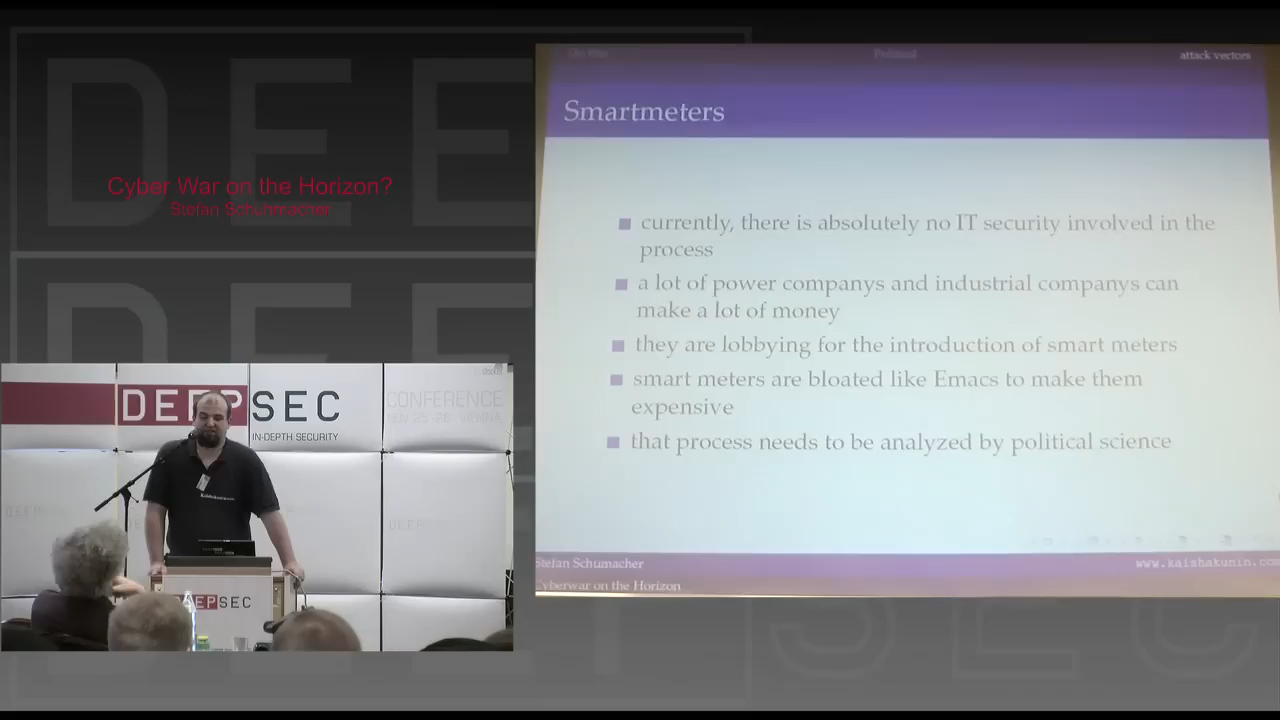 Cyber War on the Horizon?
Stefan Schuhmacher
DEEPSEC
IN-DEPTH SECURITY
CONFERENCE
DEEPSEC
Political
attack vectors
Smartmeters
currently, there is absolutely no IT security involved in the
process
a lot of power companys and industrial companys can
make a lot of money
they are lobbying for the introduction of smart meters
smart meters are bloated like Emacs to make them
expensive
that process needs to be analyzed by political science
Stefan Schumacher
www.kaishakunin.com
Cyberwar on the Horizon